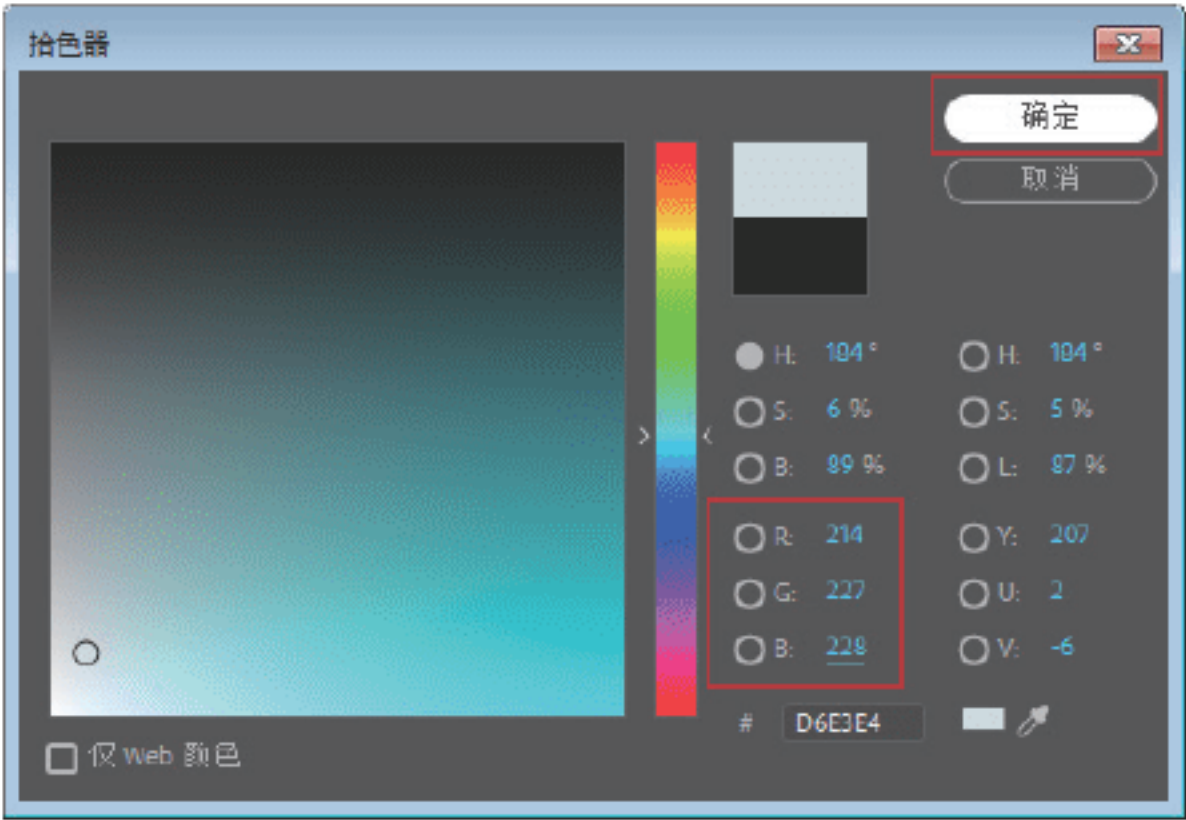 拾色器
确定
取消
H: 184° H: 184°
S: 6 % S: 5 %
B: 89 % L: 87 %
R: 214 Y: 207
G: 227 U: 2
B: 228 V: -6
# D6E3E4
仅 Web 颜色